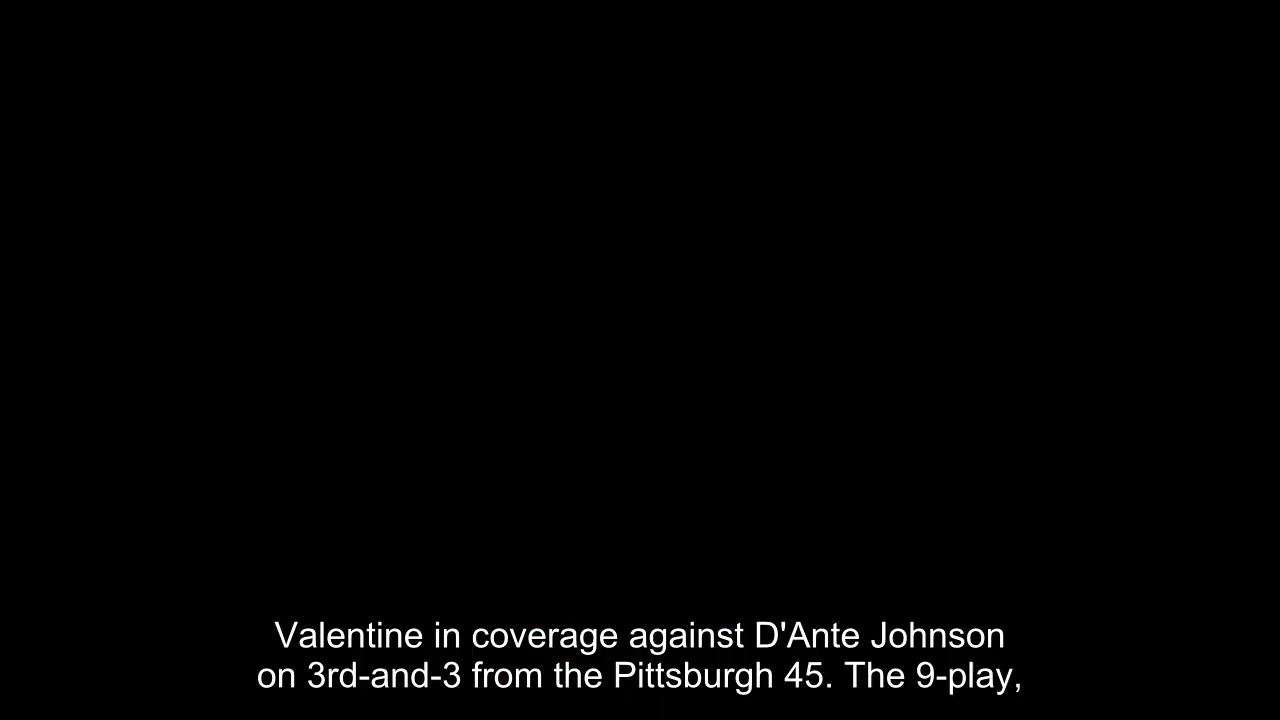 Valentine in coverage against D'Ante Johnson
on 3rd-and-3 from the Pittsburgh 45. The 9-play,